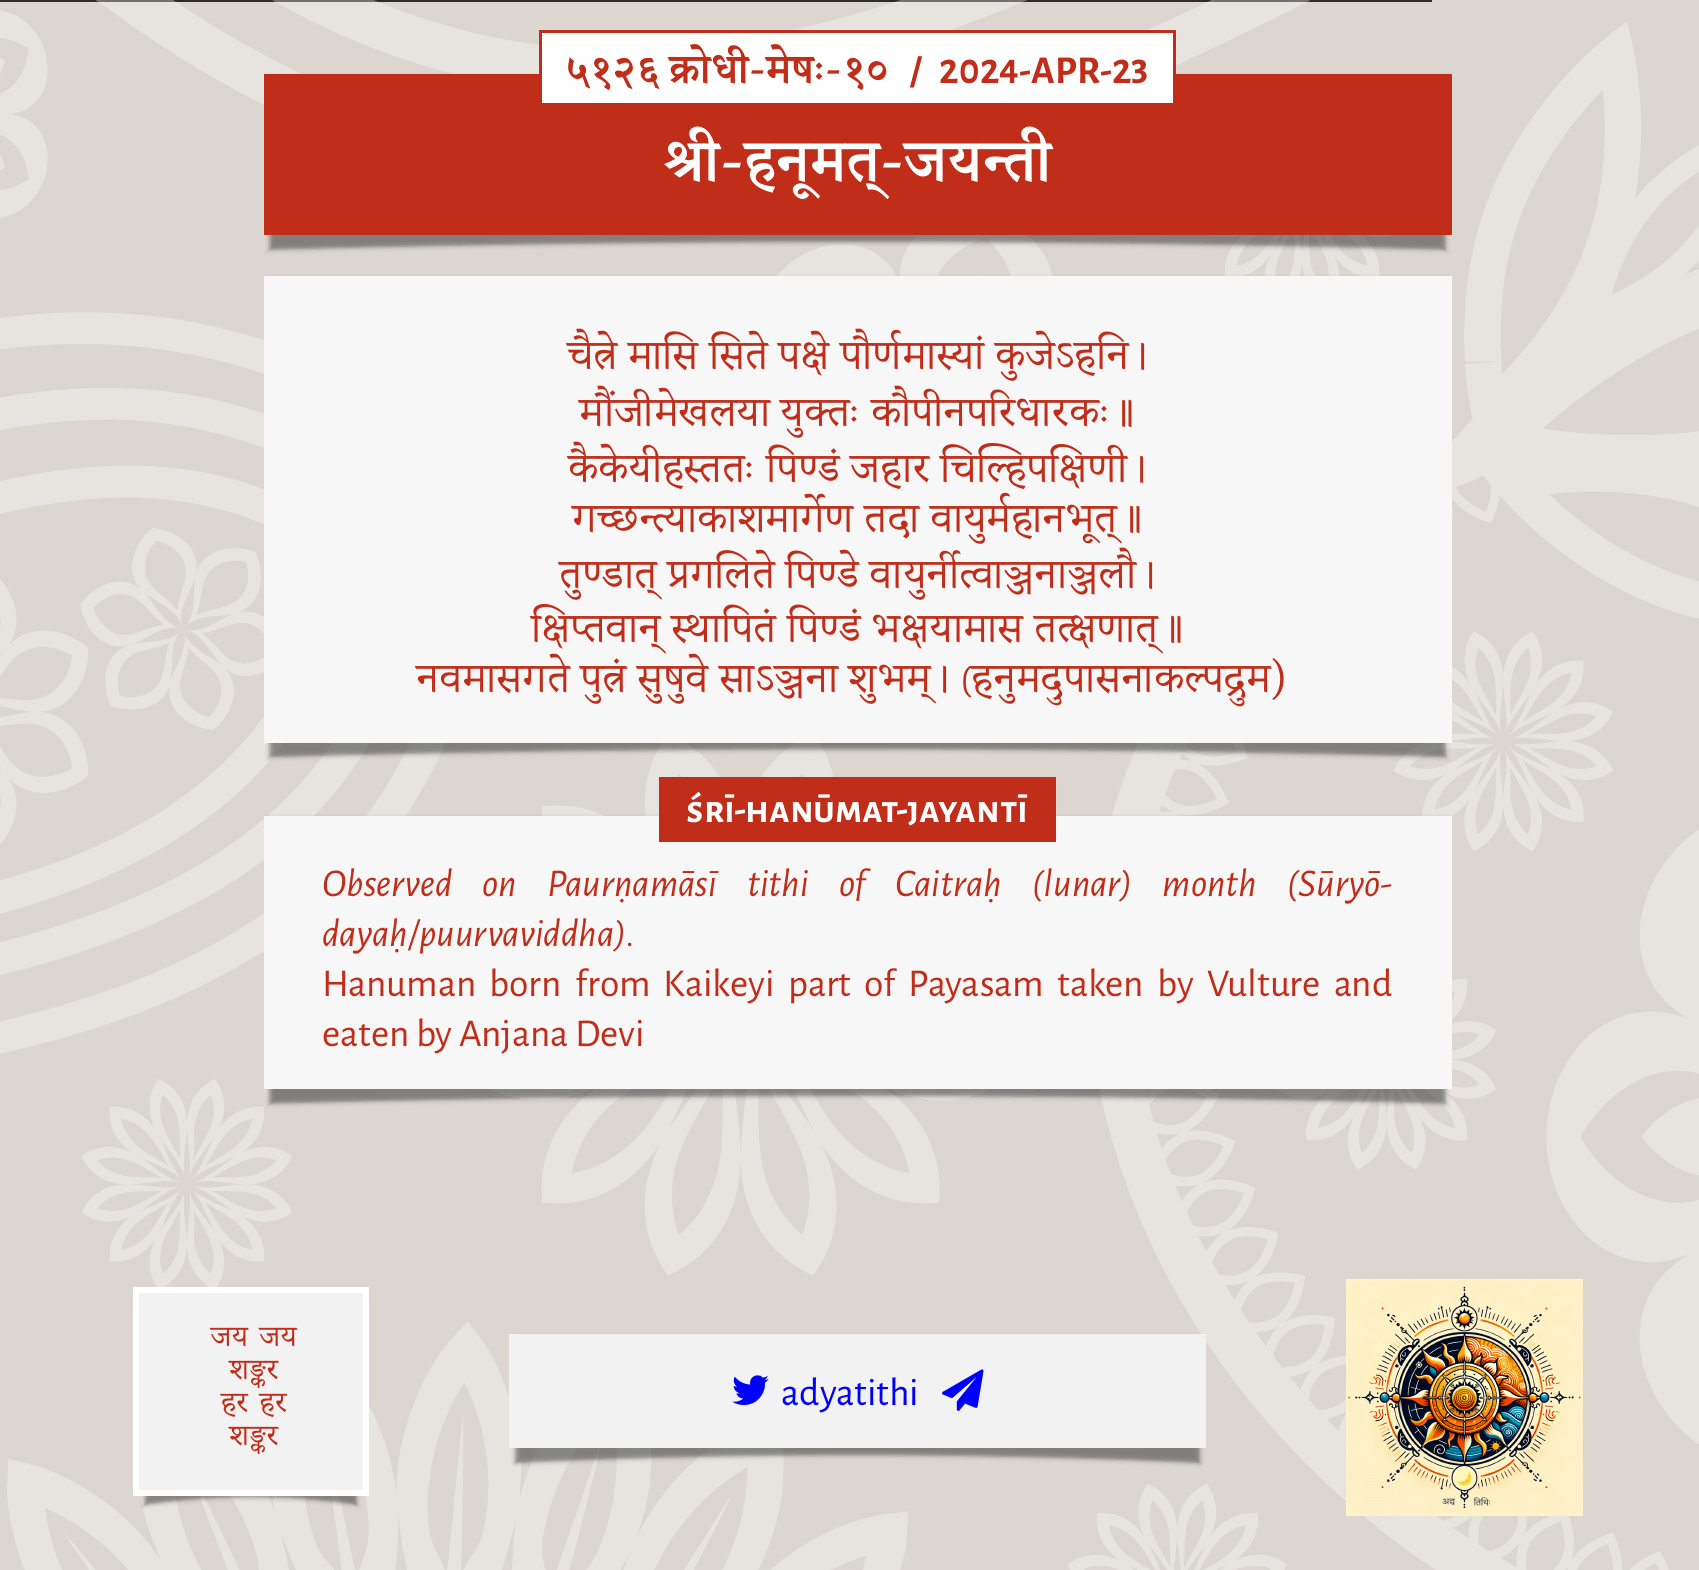 ५१२६ क्रोधी-मेषः-१० / 2024-APR-23
श्री-हनूमत्-जयन्ती
चैत्रे मासि सिते पक्षे पौर्णमास्यां कुजेऽहनि।
मौंजीमेखलया युक्तः कौपीनपरिधारकः॥
कैकेयीहस्ततः पिण्डं जहार चिल्हिपक्षिणी।
गच्छन्त्याकाशमार्गेण तदा वायुर्महानभूत्॥
तुण्डात् प्रगलिते पिण्डे वायुर्नीत्वाञ्जनाञ्जलौ।
क्षिप्तवान् स्थापितं पिण्डं भक्षयामास तत्क्षणात्॥
नवमासगते पुत्रं सुषुवे साऽञ्जना शुभम्। (हनुमदुपासनाकल्पद्रुम)
ŚRĪ-HANŪMAT-JAYANTĪ
Observed on Paurṇamāsī tithi of Caitraḥ (lunar) month (Sūryō-
dayaḥ/puurvaviddha).
Hanuman born from Kaikeyi part of Payasam taken by Vulture and
eaten by Anjana Devi
जय जय
शङ्कर
हर हर
शङ्कर
adyatithi
अद्य तिथिः